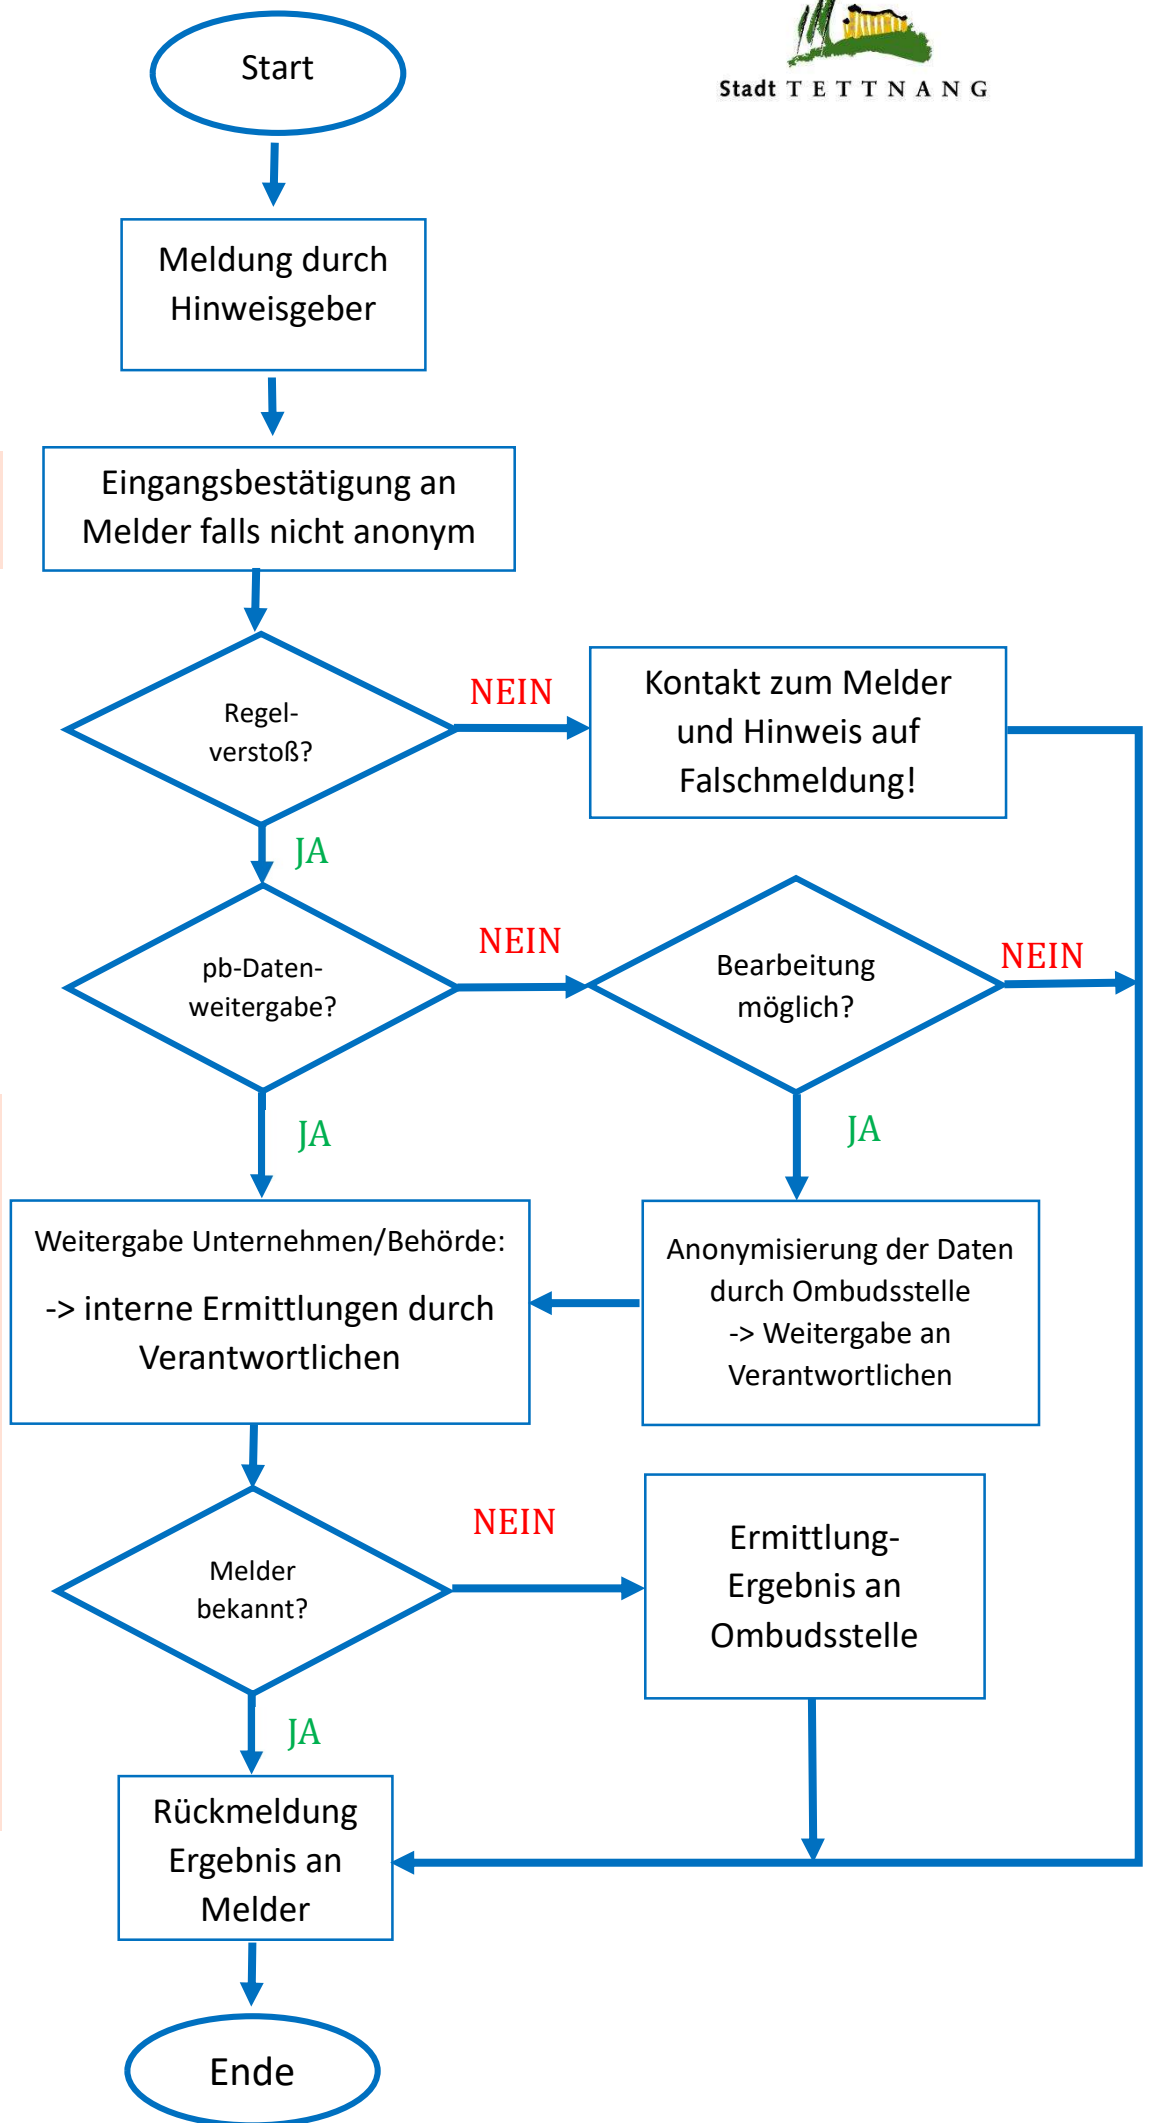 Start
Stadt TETTNANG
Meldung durch
Hinweisgeber
Eingangsbestätigung an
Melder falls nicht anonym
Regel-
verstoß?
NEIN
Kontakt zum Melder
und Hinweis auf
Falschmeldung!
JA
pb-Daten-
weitergabe?
NEIN
Bearbeitung
möglich?
NEIN
JA
JA
Weitergabe Unternehmen/Behörde:
-> interne Ermittlungen durch
Verantwortlichen
Anonymisierung der Daten
durch Ombudsstelle
-> Weitergabe an
Verantwortlichen
Melder
bekannt?
NEIN
Ermittlung-
Ergebnis an
Ombudsstelle
JA
Rückmeldung
Ergebnis an
Melder
Ende